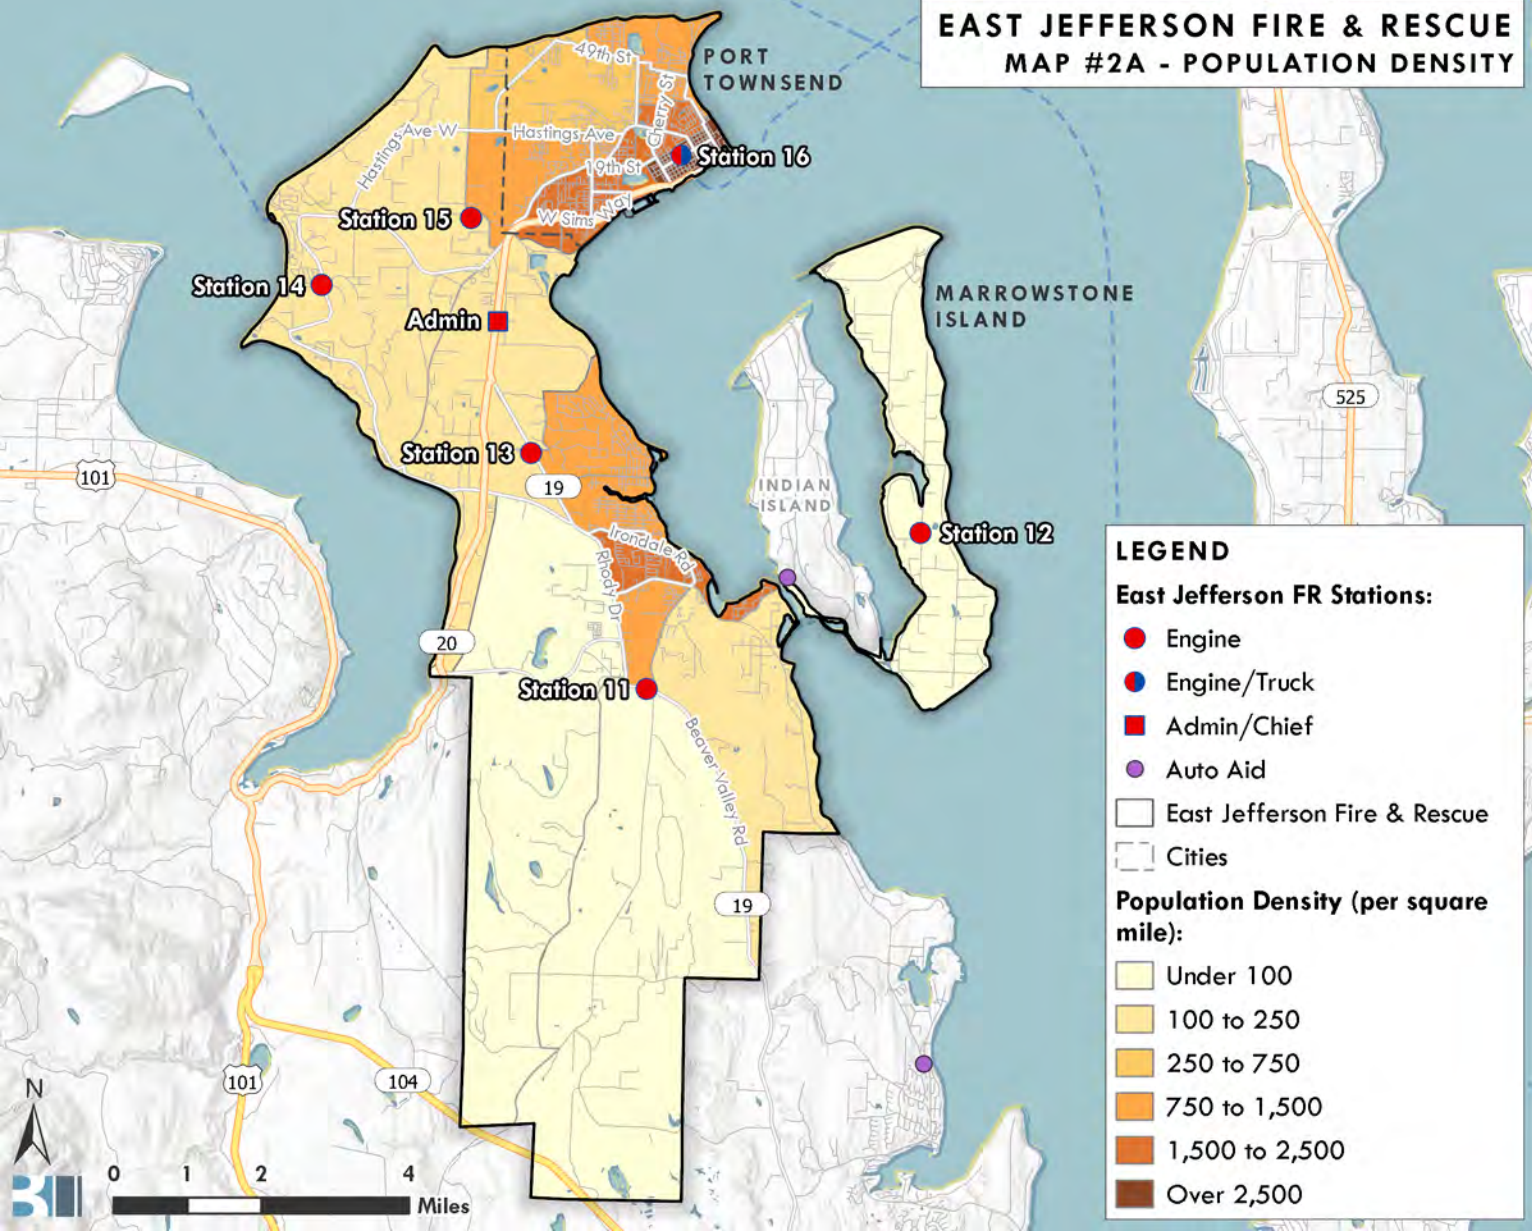 EAST JEFFERSON FIRE & RESCUE
MAP #2A - POPULATION DENSITY
PORT
TOWNSEND
49th St
Cherry St
Hastings Ave W
Hastings Ave
19th St
W Sims Way
Station 16
Station 15
Station 14
Admin
MARROWSTONE
ISLAND
525
Station 13
101
19
INDIAN
ISLAND
Irondale Rd
Rhody Dr
Station 12
20
Station 11
Beaver Valley Rd
19
101
104
N
0 1 2 4
Miles
LEGEND
East Jefferson FR Stations:
Engine
Engine/Truck
Admin/Chief
Auto Aid
East Jefferson Fire & Rescue
Cities
Population Density (per square
mile):
Under 100
100 to 250
250 to 750
750 to 1,500
1,500 to 2,500
Over 2,500